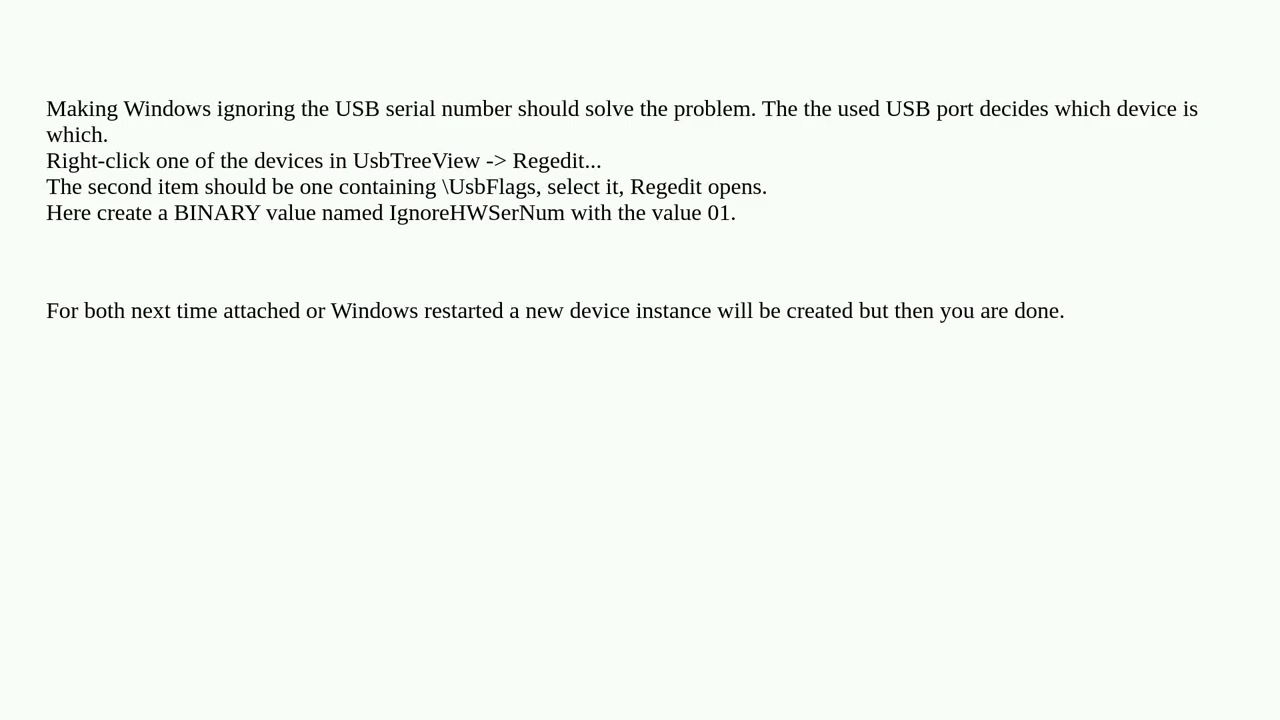 Making Windows ignoring the USB serial number should solve the problem. The the used USB port decides which device is
which.
Right-click one of the devices in UsbTreeView -> Regedit...
The second item should be one containing \UsbFlags, select it, Regedit opens.
Here create a BINARY value named IgnoreHWSerNum with the value 01.
For both next time attached or Windows restarted a new device instance will be created but then you are done.